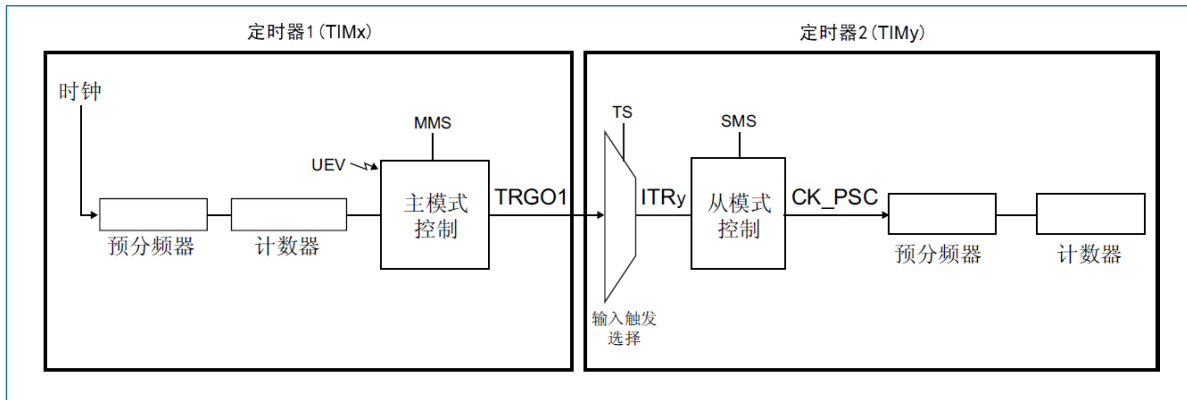 定时器1(TIMx)
定时器2(TIMy)
时钟
MMS
UEV
主模式
控制
TRGO1
预分频器
计数器
TS
SMS
ITRy
从模式
控制
CK_PSC
预分频器
计数器
输入触发
选择